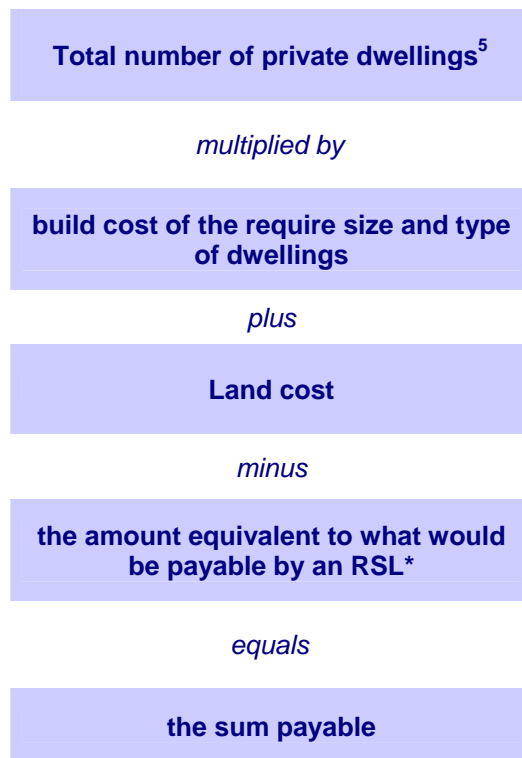 Total number of private dwellings5
multiplied by
build cost of the require size and type
of dwellings
plus
Land cost
minus
the amount equivalent to what would
be payable by an RSL*
equals
the sum payable